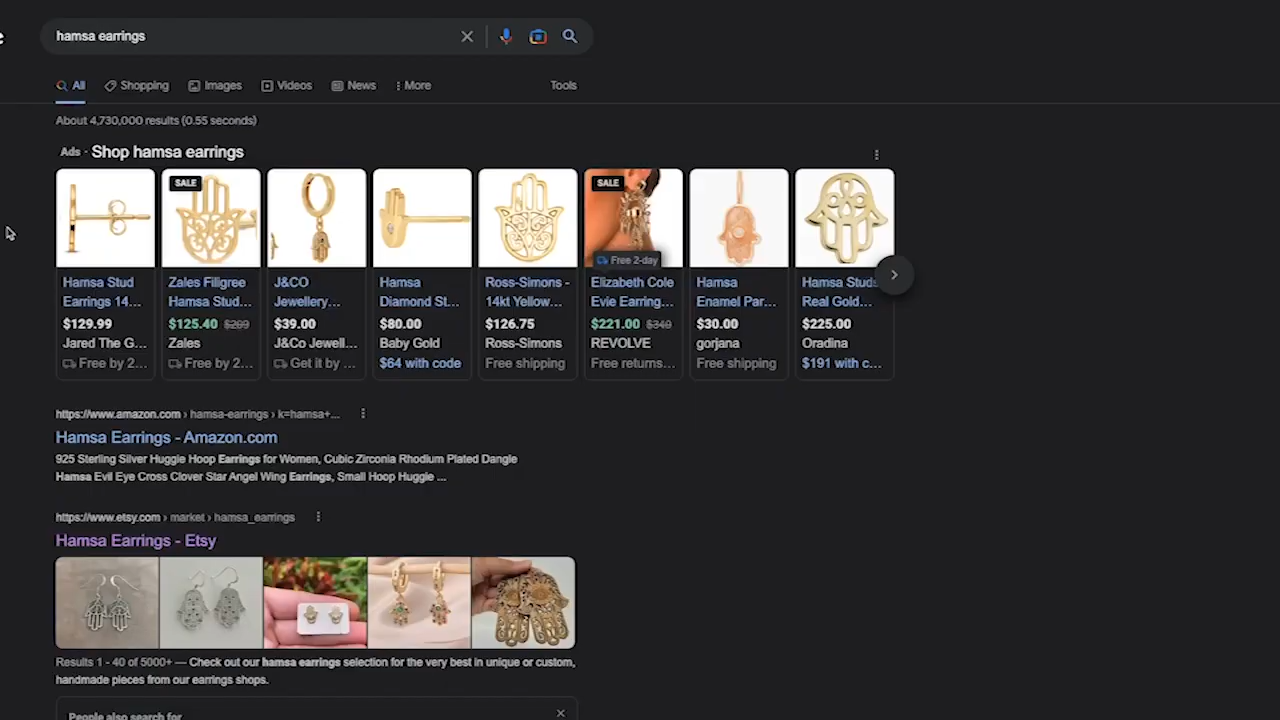 hamsa earrings
All
Shopping
Images
Videos
News
More
Tools
About 4,730,000 results (0.55 seconds)
Ads · Shop hamsa earrings
SALE
SALE
Free 2-day
Hamsa Stud
Earrings 14...
$129.99
Jared The G...
Free by 2...
Zales Filigree
Hamsa Stud...
$125.40 $209
Zales
Free by 2...
J&CO
Jewellery...
$39.00
J&Co Jewell...
Get it by ...
Hamsa
Diamond St...
$80.00
Baby Gold
$64 with code
Ross-Simons -
14kt Yellow...
$126.75
Ross-Simons
Free shipping
Elizabeth Cole
Evie Earring...
$221.00 $340
REVOLVE
Free returns...
Hamsa
Enamel Par...
$30.00
gorjana
Free shipping
Hamsa Studs
Real Gold...
$225.00
Oradina
$191 with c...
https://www.amazon.com › hamsa-earrings › k=hamsa+...
Hamsa Earrings - Amazon.com
925 Sterling Silver Huggie Hoop Earrings for Women, Cubic Zirconia Rhodium Plated Dangle
Hamsa Evil Eye Cross Clover Star Angel Wing Earrings, Small Hoop Huggie ...
https://www.etsy.com › market › hamsa_earrings
Hamsa Earrings - Etsy
Results 1 - 40 of 5000+ — Check out our hamsa earrings selection for the very best in unique or custom,
handmade pieces from our earrings shops.
People also search for